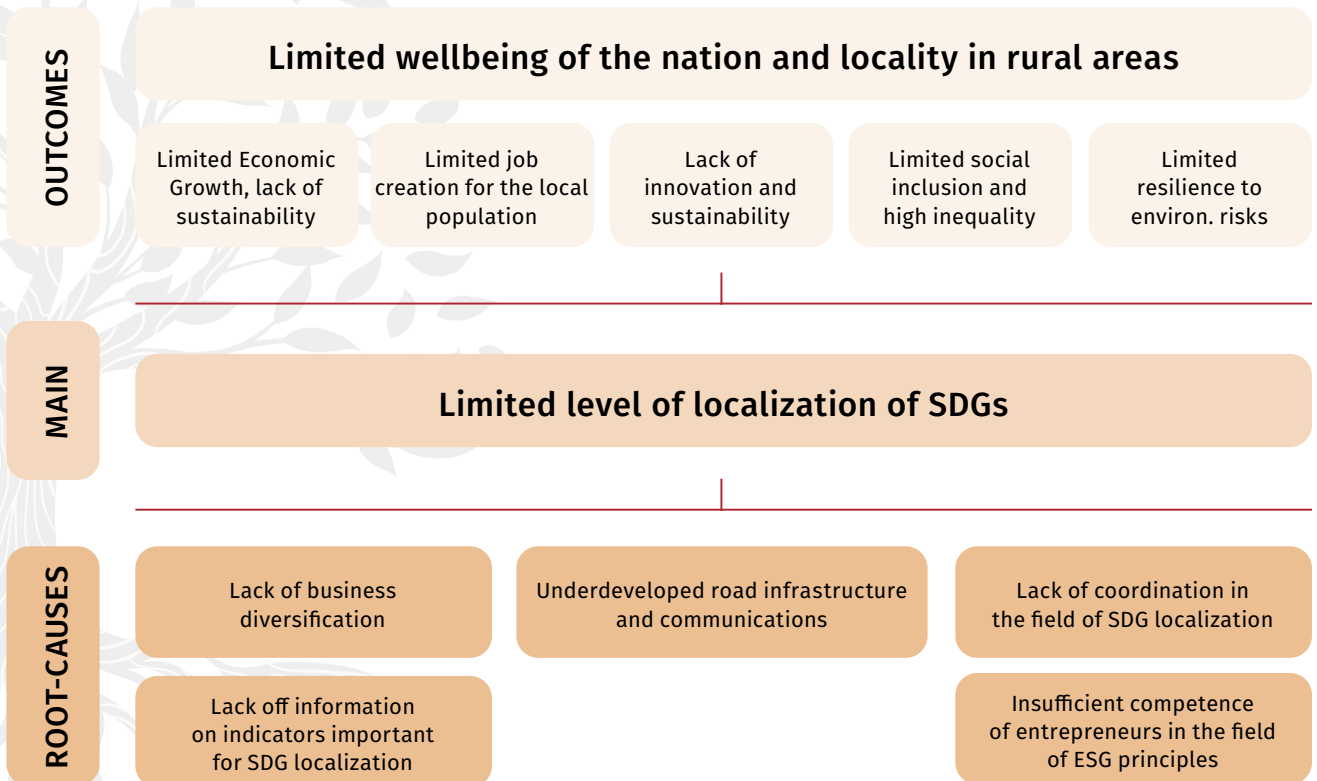 OUTCOMES
Limited wellbeing of the nation and locality in rural areas
Limited Economic
Growth, lack of
sustainability
Limited job
creation for the local
population
Lack of
innovation and
sustainability
Limited social
inclusion and
high inequality
Limited
resilience to
environ. risks
MAIN
Limited level of localization of SDGs
ROOT-CAUSES
Lack of business
diversification
Underdeveloped road infrastructure
and communications
Lack of coordination in
the field of SDG localization
Lack off information
on indicators important
for SDG localization
Insufficient competence
of entrepreneurs in the field
of ESG principles